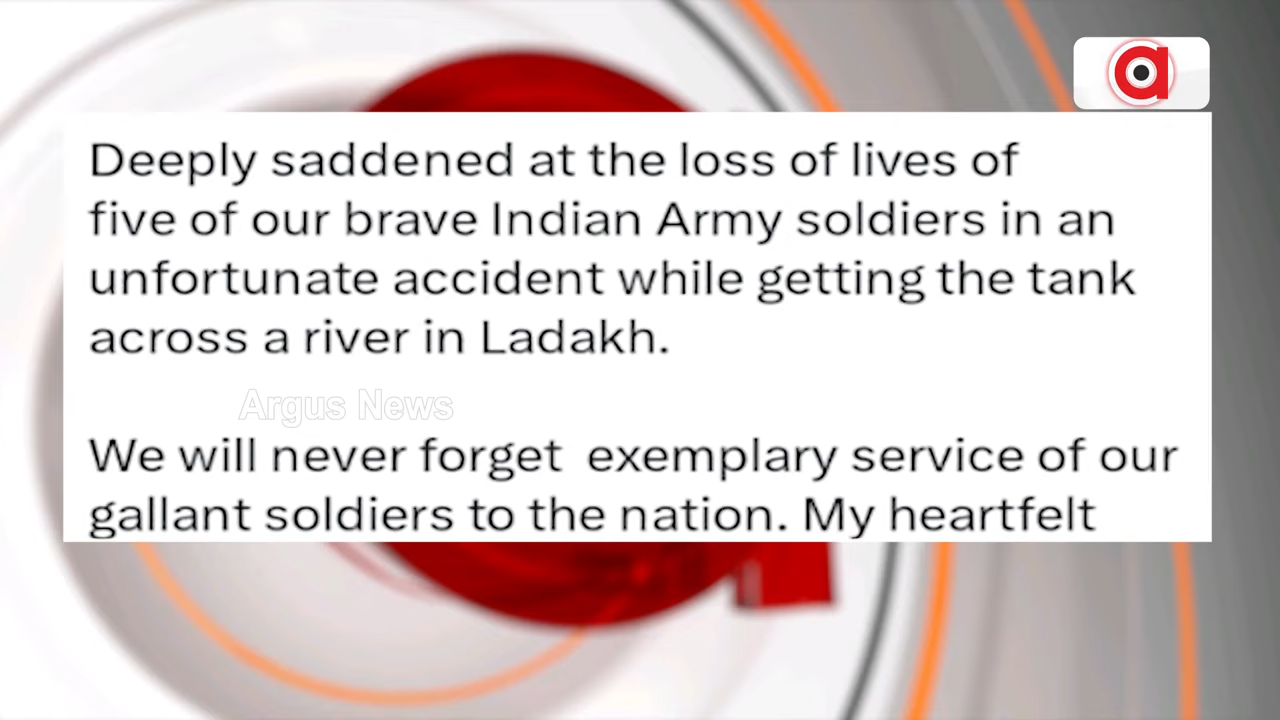 a
Deeply saddened at the loss of lives of
five of our brave Indian Army soldiers in an
unfortunate accident while getting the tank
across a river in Ladakh.
Argus News
We will never forget  exemplary service of our
gallant soldiers to the nation. My heartfelt